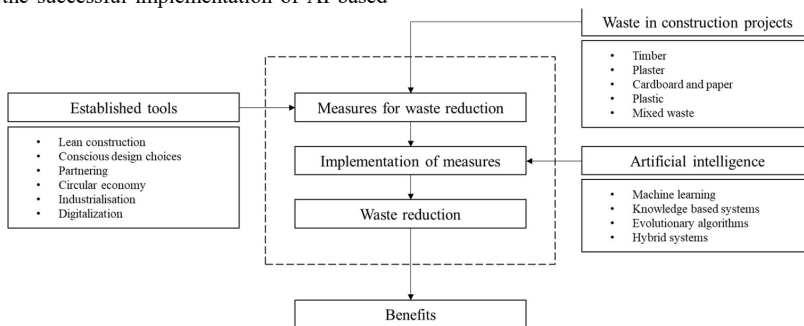 the successful implementation of AI-based
Waste in construction projects
• Timber
• Plaster
• Cardboard and paper
• Plastic
• Mixed waste
Established tools
• Lean construction
• Conscious design choices
• Partnering
• Circular economy
• Industrialisation
• Digitalization
Measures for waste reduction
Implementation of measures
Waste reduction
Artificial intelligence
• Machine learning
• Knowledge based systems
• Evolutionary algorithms
• Hybrid systems
Benefits